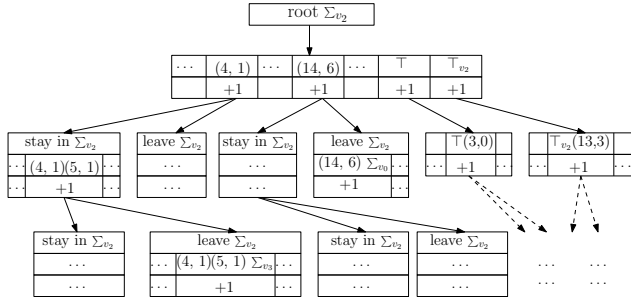 root Σ_{v_2}
⋯ (4, 1) ⋯ (14, 6) ⋯ ⊤ ⊤_{v_2}
+1 +1 +1 +1
stay in Σ_{v_2} leave Σ_{v_2} stay in Σ_{v_2} leave Σ_{v_2} ⊤(3,0) ⊤_{v_2}(13,3)
⋯ (4, 1)(5, 1) ⋯ ⋯ ⋯ (14, 6) Σ_{v_0} ⋯ +1 +1
⋯ +1 ⋯ ⋯ ⋯ +1
stay in Σ_{v_2} leave Σ_{v_2} stay in Σ_{v_2} leave Σ_{v_2}
⋯ ⋯ (4, 1)(5, 1) Σ_{v_3} ⋯ ⋯ ⋯ ⋯ ⋯
⋯ ⋯ +1 ⋯ ⋯ ⋯ ⋯